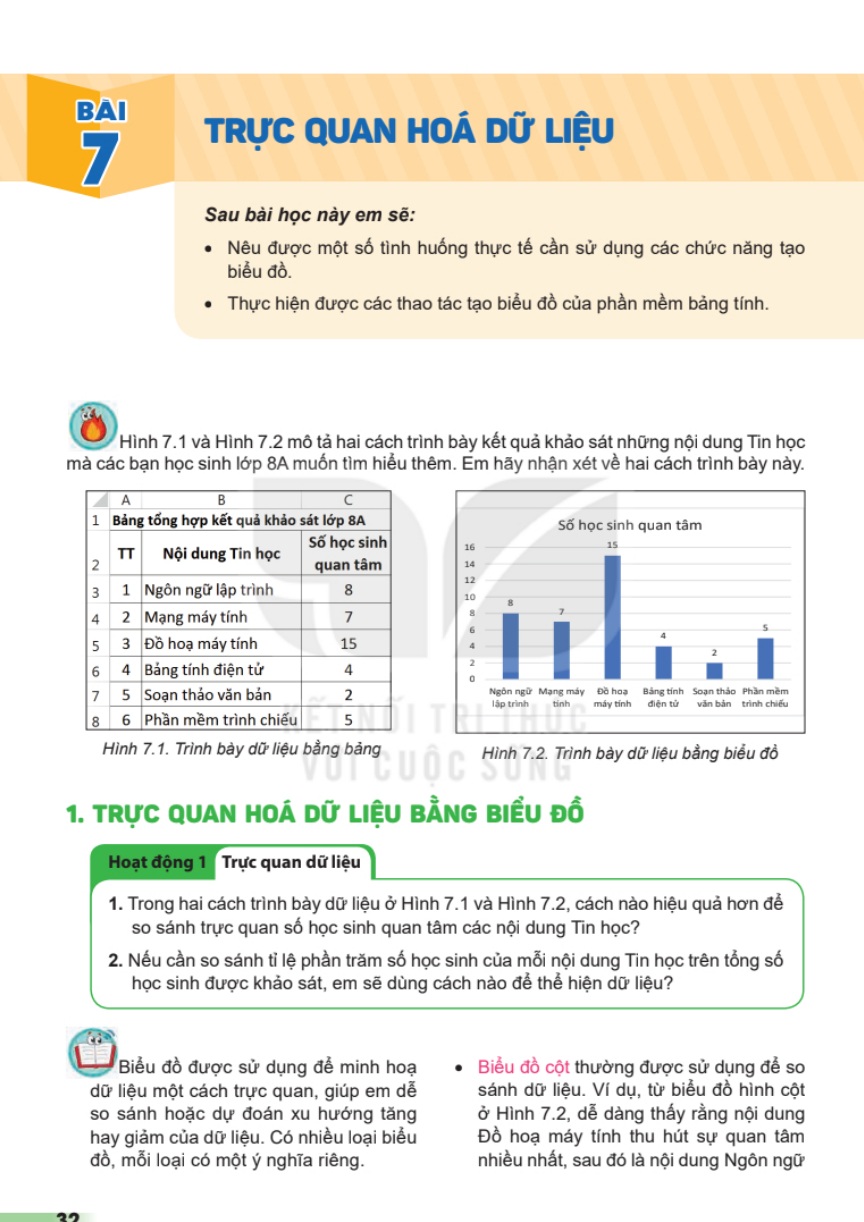 BÀI
7
TRỰC QUAN HOÁ DỮ LIỆU
Sau bài học này em sẽ:
• Nêu được một số tình huống thực tế cần sử dụng các chức năng tạo
biểu đồ.
• Thực hiện được các thao tác tạo biểu đồ của phần mềm bảng tính.
Hình 7.1 và Hình 7.2 mô tả hai cách trình bày kết quả khảo sát những nội dung Tin học
mà các bạn học sinh lớp 8A muốn tìm hiểu thêm. Em hãy nhận xét về hai cách trình bày này.
A B C
1 Bảng tổng hợp kết quả khảo sát lớp 8A
2 TT Nội dung Tin học Số học sinh
quan tâm
3 1 Ngôn ngữ lập trình 8
4 2 Mạng máy tính 7
5 3 Đồ hoạ máy tính 15
6 4 Bảng tính điện tử 4
7 5 Soạn thảo văn bản 2
8 6 Phần mềm trình chiếu 5
Hình 7.1. Trình bày dữ liệu bằng bảng
Số học sinh quan tâm
16
14
12
10
8
6
4
2
0
8 7 15 4 2 5
Ngôn ngữ Mạng máy Đồ hoạ Bảng tính Soạn thảo Phần mềm
lập trình tính máy tính điện tử văn bản trình chiếu
Hình 7.2. Trình bày dữ liệu bằng biểu đồ
KẾT NỐI TRI THỨC
VỚI CUỘC SỐNG
1. TRỰC QUAN HOÁ DỮ LIỆU BẰNG BIỂU ĐỒ
Hoạt động 1 Trực quan dữ liệu
1. Trong hai cách trình bày dữ liệu ở Hình 7.1 và Hình 7.2, cách nào hiệu quả hơn để
so sánh trực quan số học sinh quan tâm các nội dung Tin học?
2. Nếu cần so sánh tỉ lệ phần trăm số học sinh của mỗi nội dung Tin học trên tổng số
học sinh được khảo sát, em sẽ dùng cách nào để thể hiện dữ liệu?
Biểu đồ được sử dụng để minh hoạ
dữ liệu một cách trực quan, giúp em dễ
so sánh hoặc dự đoán xu hướng tăng
hay giảm của dữ liệu. Có nhiều loại biểu
đồ, mỗi loại có một ý nghĩa riêng.
• Biểu đồ cột thường được sử dụng để so
sánh dữ liệu. Ví dụ, từ biểu đồ hình cột
ở Hình 7.2, dễ dàng thấy rằng nội dung
Đồ hoạ máy tính thu hút sự quan tâm
nhiều nhất, sau đó là nội dung Ngôn ngữ
32